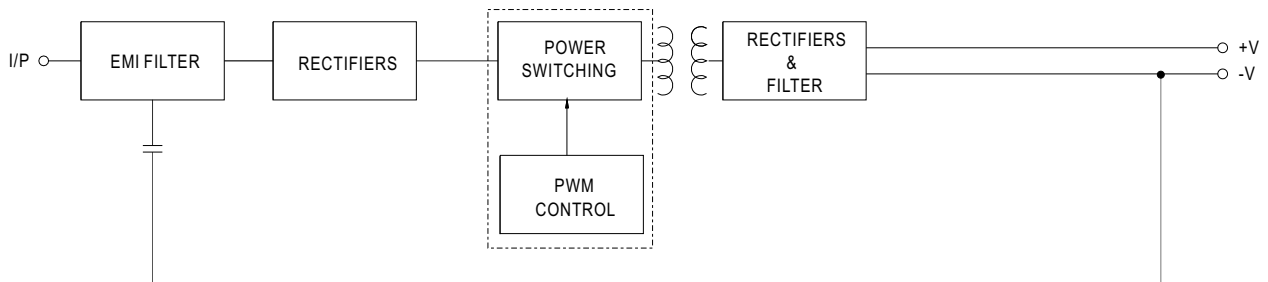 I/P
EMI FILTER
RECTIFIERS
POWER
SWITCHING
PWM
CONTROL
RECTIFIERS
&
FILTER
+V
-V